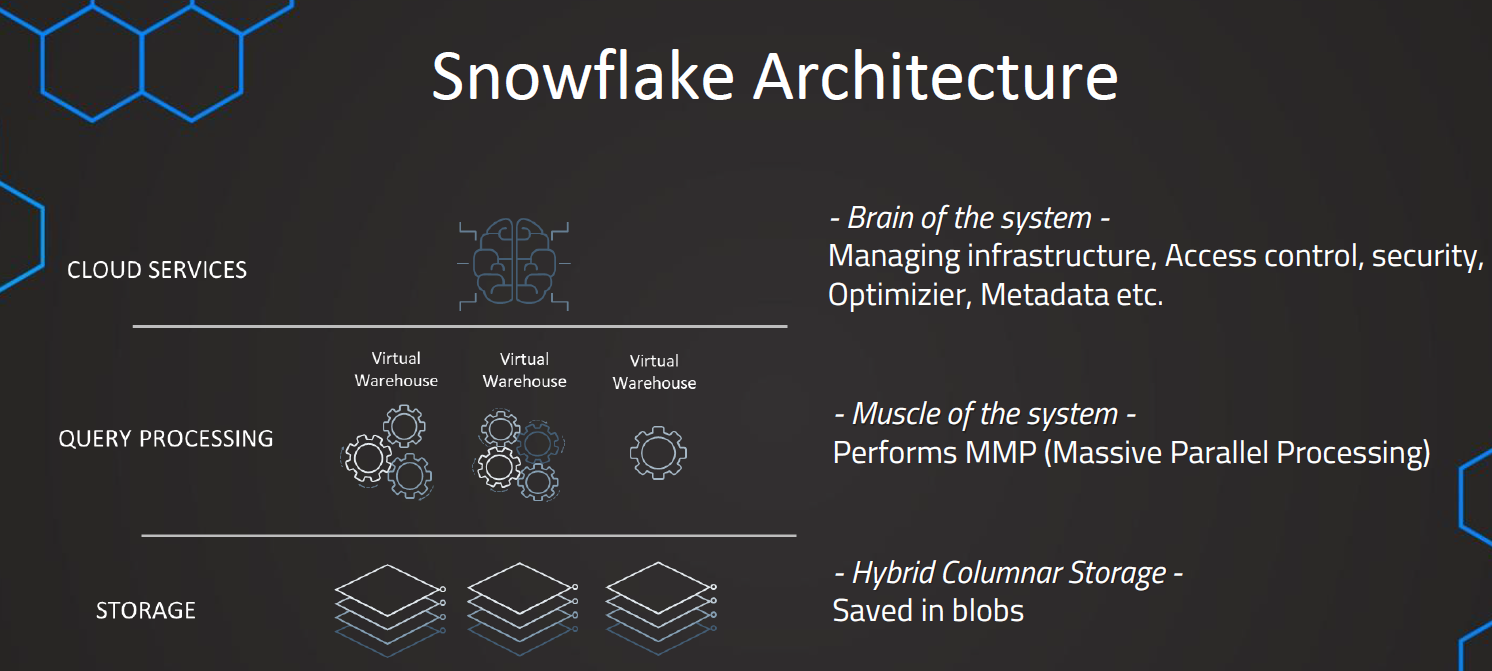 Snowflake Architecture
CLOUD SERVICES
- Brain of the system -
Managing infrastructure, Access control, security,
Optimizier, Metadata etc.
Virtual
Warehouse
Virtual
Warehouse
Virtual
Warehouse
QUERY PROCESSING
- Muscle of the system -
Performs MMP (Massive Parallel Processing)
STORAGE
- Hybrid Columnar Storage -
Saved in blobs